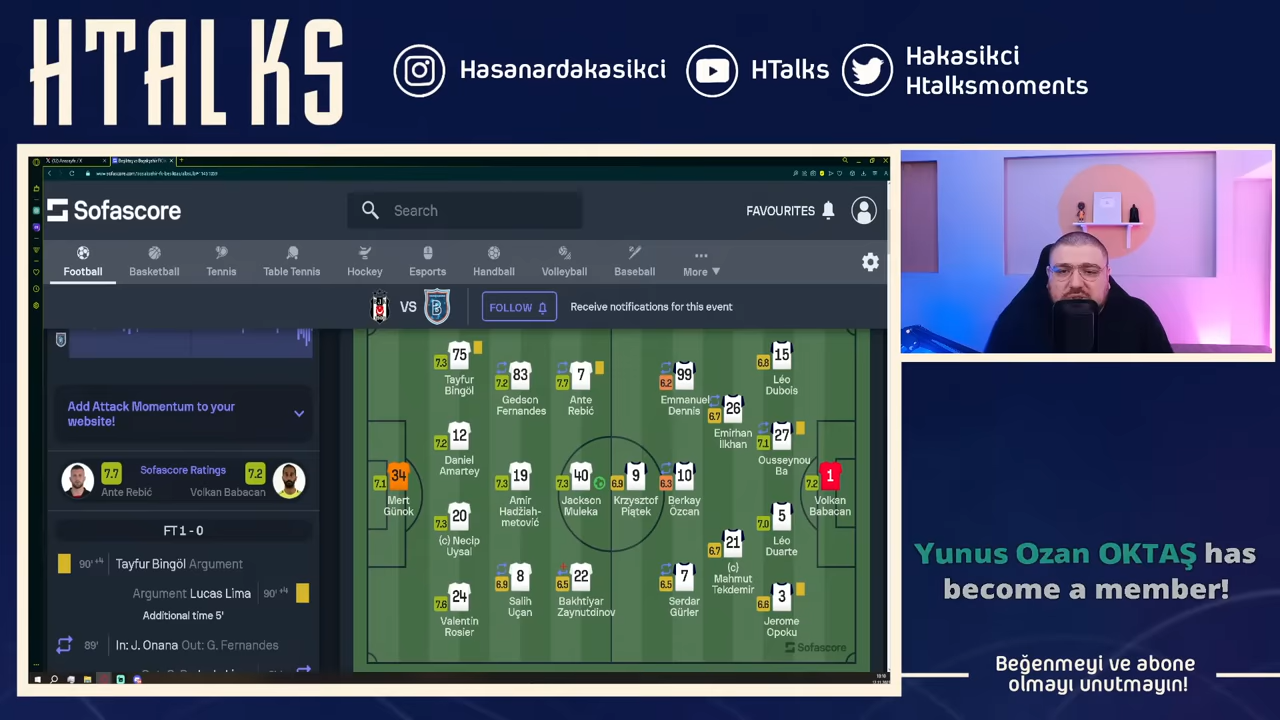 HTALKS
Hasanardakasikci
HTalks
Hakasikci
Htalksmoments
Sofascore
Search
FAVOURITES
Football
Basketball
Tennis
Table Tennis
Hockey
Esports
Handball
Volleyball
Baseball
More
VS
FOLLOW
Receive notifications for this event
Add Attack Momentum to your
website!
7.7
Sofascore Ratings
7.2
Ante Rebić
Volkan Babacan
FT 1 - 0
90' +4 Tayfur Bingöl Argument
Argument Lucas Lima 90' +4
Additional time 5'
89' In: J. Onana Out: G. Fernandes
34
7.1
Mert
Günok
75
7.3
Tayfur
Bingöl
12
7.2
Daniel
Amartey
20
7.3
(c) Necip
Uysal
24
7.6
Valentin
Rosier
83
7.2
Gedson
Fernandes
19
7.3
Amir
Hadžiah-
metović
8
6.9
Salih
Uçan
7
7.7
Ante
Rebić
40
7.3
Jackson
Muleka
22
6.5
Bakhtiyar
Zaynutdinov
9
6.9
Krzysztof
Piątek
99
6.2
Emmanuel
Dennis
10
6.3
Berkay
Özcan
7
6.5
Serdar
Gürler
26
6.7
Emirhan
İlkhan
21
6.7
(c)
Mahmut
Tekdemir
15
6.8
Léo
Dubois
27
7.1
Ousseynou
Ba
5
7.0
Léo
Duarte
3
6.8
Jerome
Opoku
1
7.2
Volkan
Babacan
Sofascore
Yunus Ozan OKTAŞ has
become a member!
Beğenmeyi ve abone
olmayı unutmayın!